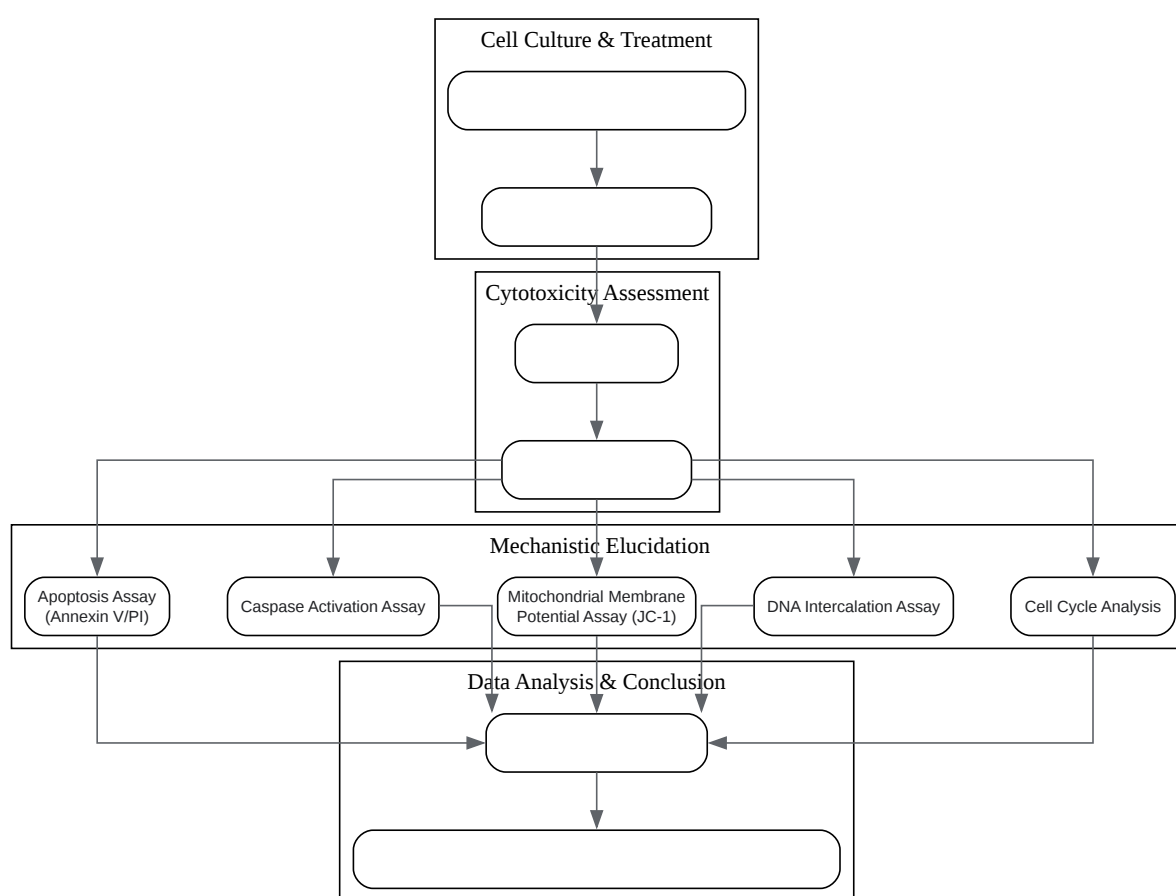 Cell Culture & Treatment
Cytotoxicity Assessment
Mechanistic Elucidation
Apoptosis Assay
(Annexin V/PI)
Caspase Activation Assay
Mitochondrial Membrane
Potential Assay (JC-1)
DNA Intercalation Assay
Cell Cycle Analysis
Data Analysis & Conclusion